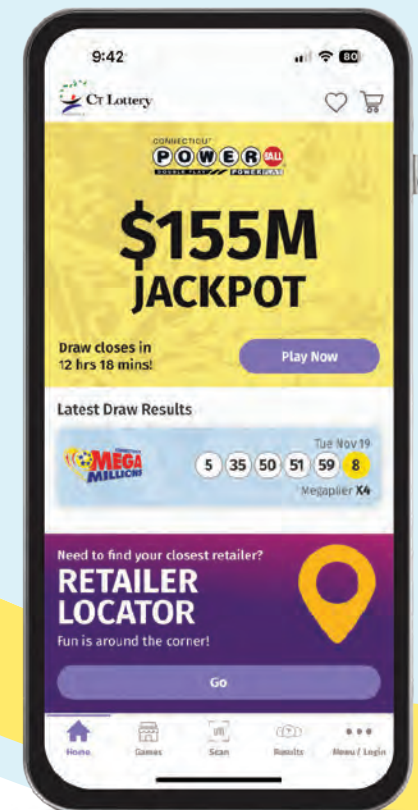 9:42
80
CT Lottery
CONNECTICUT
POWERBALL
DOUBLE PLAY POWERPLAY
$155M
JACKPOT
Draw closes in
12 hrs 18 mins!
Play Now
Latest Draw Results
Tue Nov 19
MEGA
MILLIONS
5 35 50 51 59 8
Megaplier X4
Need to find your closest retailer?
RETAILER
LOCATOR
Fun is around the corner!
Go
Home Games Scan Results Menu / Login